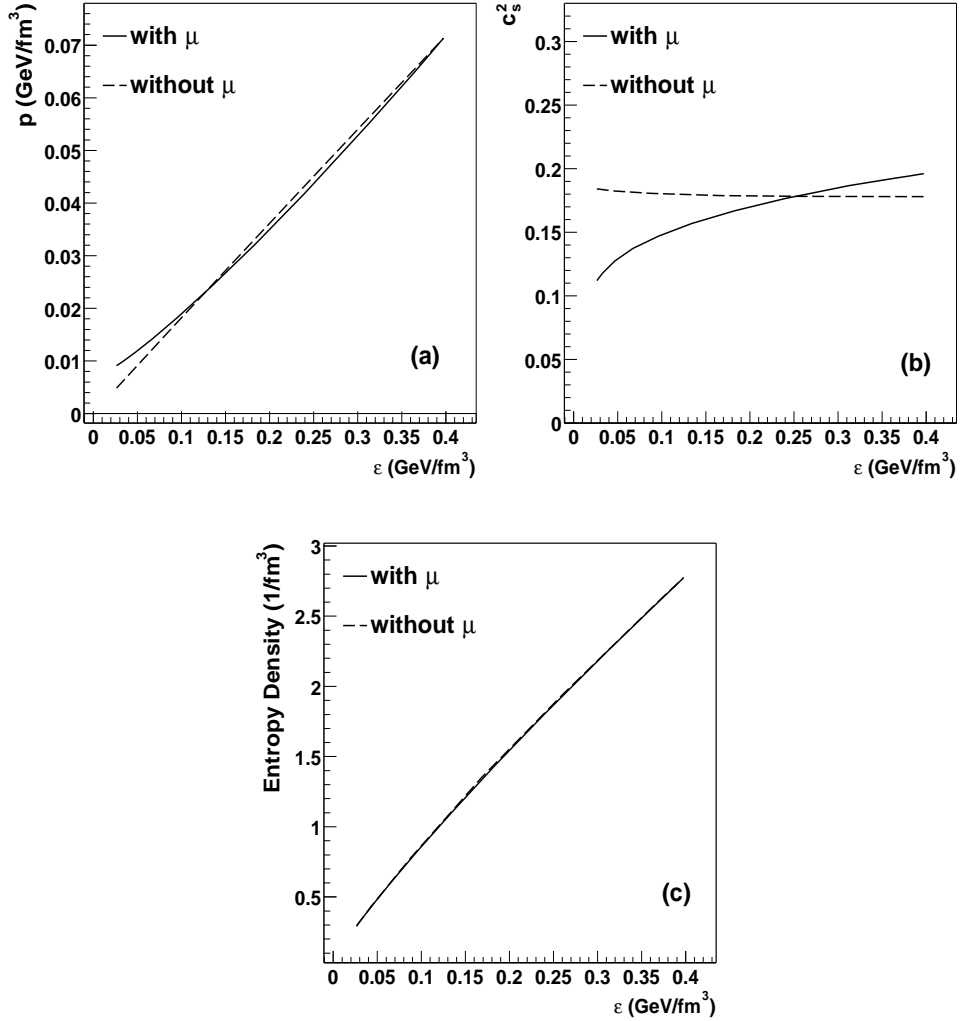 p (GeV/fm³)
0.07
0.06
0.05
0.04
0.03
0.02
0.01
0
with μ
without μ
(a)
0 0.05 0.1 0.15 0.2 0.25 0.3 0.35 0.4
ε (GeV/fm³)
c_s²
0.3
0.25
0.2
0.15
0.1
0.05
0
with μ
without μ
(b)
0 0.05 0.1 0.15 0.2 0.25 0.3 0.35 0.4
ε (GeV/fm³)
Entropy Density (1/fm³)
3
2.5
2
1.5
1
0.5
with μ
without μ
(c)
0 0.05 0.1 0.15 0.2 0.25 0.3 0.35 0.4
ε (GeV/fm³)